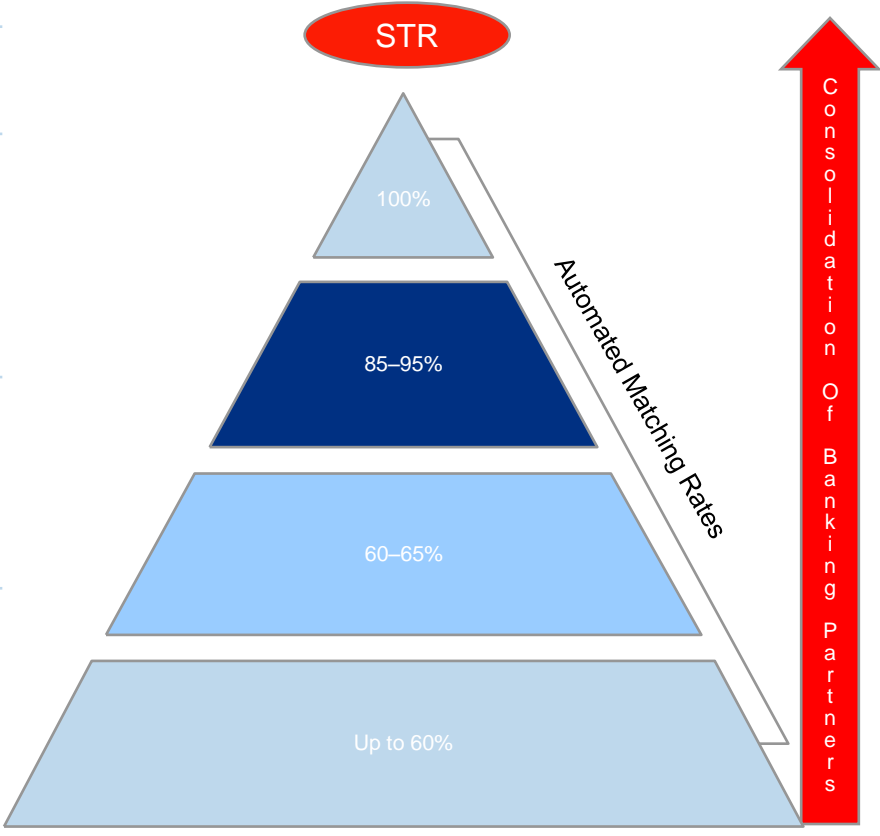 STR
100%
85–95%
60–65%
Up to 60%
Automated Matching Rates
Consolidation Of Banking Partners